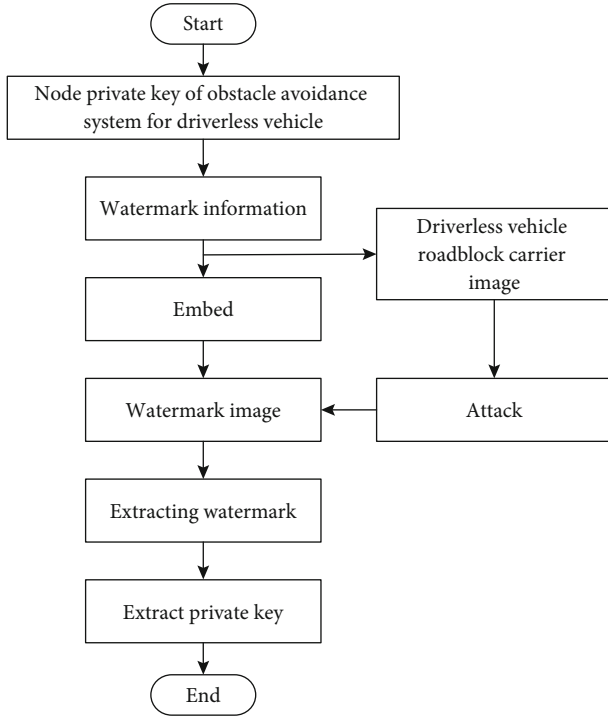 Start
Node private key of obstacle avoidance
system for driverless vehicle
Watermark information
Driverless vehicle
roadblock carrier
image
Embed
Watermark image
Attack
Extracting watermark
Extract private key
End